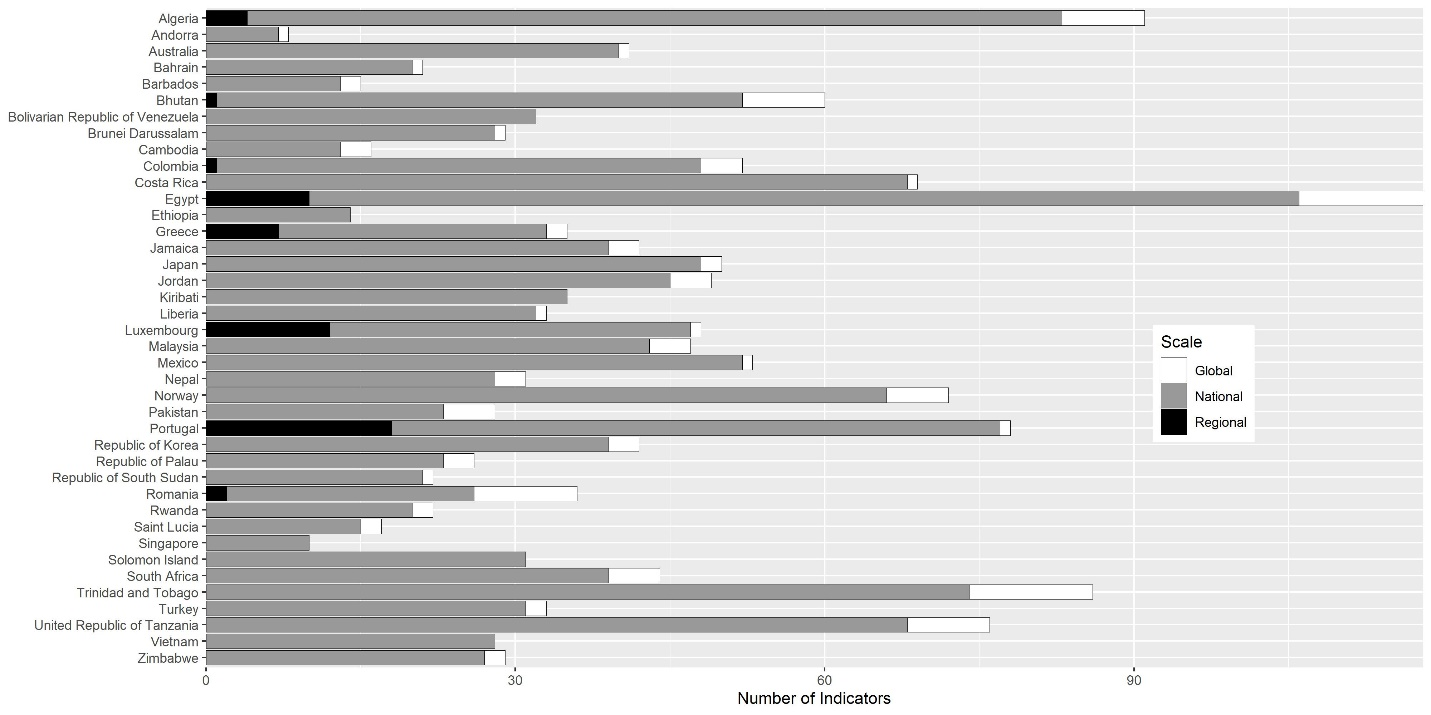 Algeria
Andorra
Australia
Bahrain
Barbados
Bhutan
Bolivarian Republic of Venezuela
Brunei Darussalam
Cambodia
Colombia
Costa Rica
Egypt
Ethiopia
Greece
Jamaica
Japan
Jordan
Kiribati
Liberia
Luxembourg
Malaysia
Mexico
Nepal
Norway
Pakistan
Portugal
Republic of Korea
Republic of Palau
Republic of South Sudan
Romania
Rwanda
Saint Lucia
Singapore
Solomon Island
South Africa
Trinidad and Tobago
Turkey
United Republic of Tanzania
Vietnam
Zimbabwe
Scale
Global
National
Regional
0 30 60 90
Number of Indicators